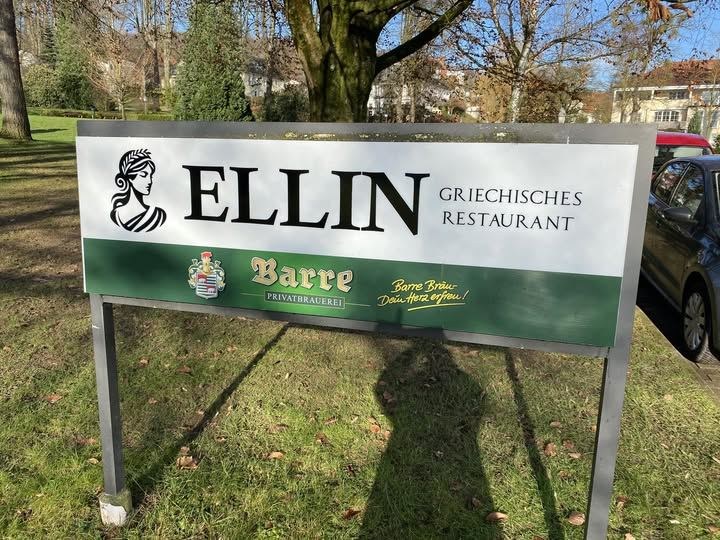 ELLIN
GRIECHISCHES
RESTAURANT
Barre
PRIVATBRAUEREI
Barre Bräu
Dein Herz erfreu!